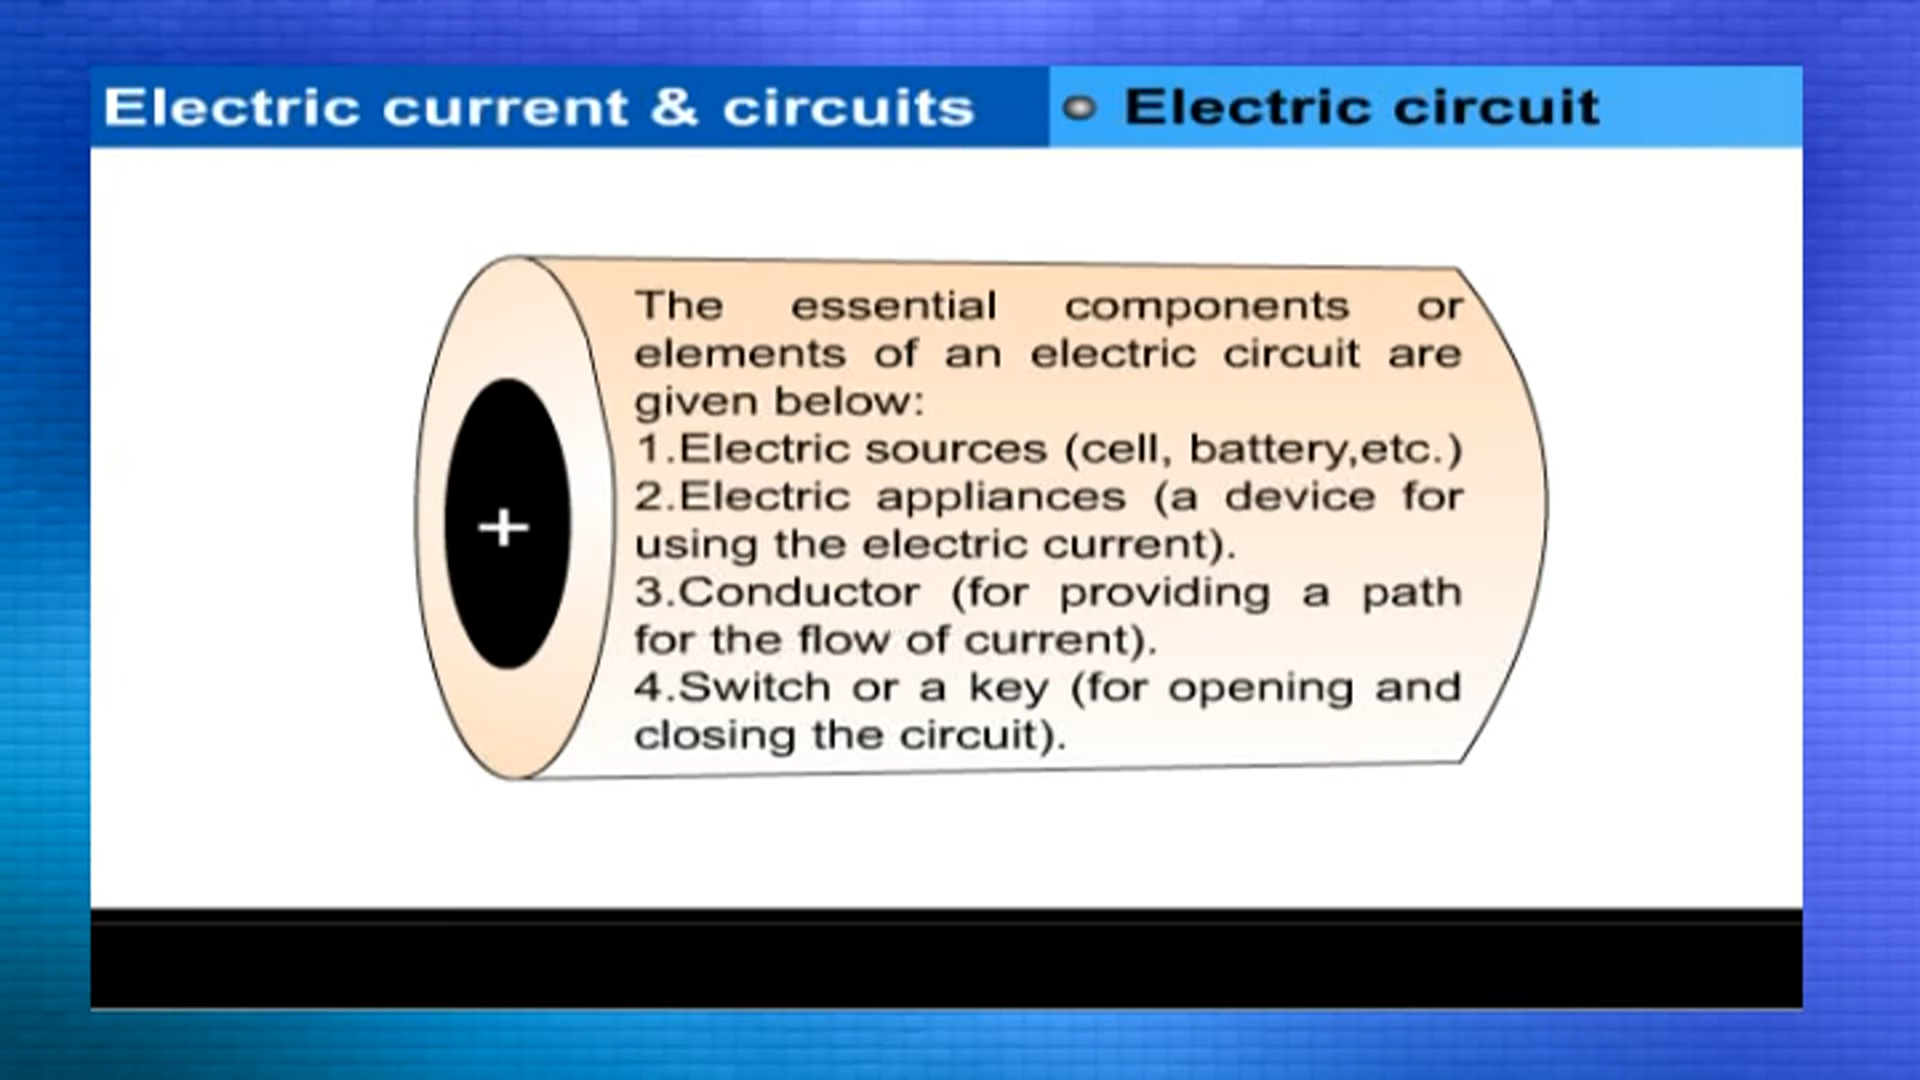 Electric current & circuits
Electric circuit
The essential components or
elements of an electric circuit are
given below:
1.Electric sources (cell, battery,etc.)
2.Electric appliances (a device for
using the electric current).
3.Conductor (for providing a path
for the flow of current).
4.Switch or a key (for opening and
closing the circuit).
+